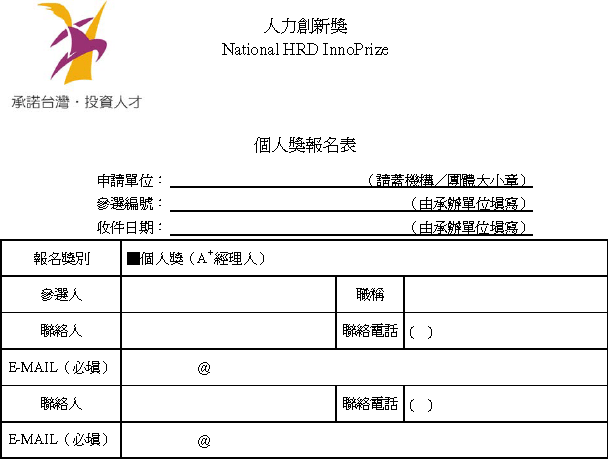 人力創新獎
National HRD InnoPrize
承諾台灣・投資人才
個人獎報名表
申請單位：（請蓋機構／團體大小章）
參選編號：（由承辦單位填寫）
收件日期：（由承辦單位填寫）
報名獎別 ■個人獎（A+經理人）
參選人 職稱
聯絡人 聯絡電話 ( )
E-MAIL（必填） @
聯絡人 聯絡電話 ( )
E-MAIL（必填） @